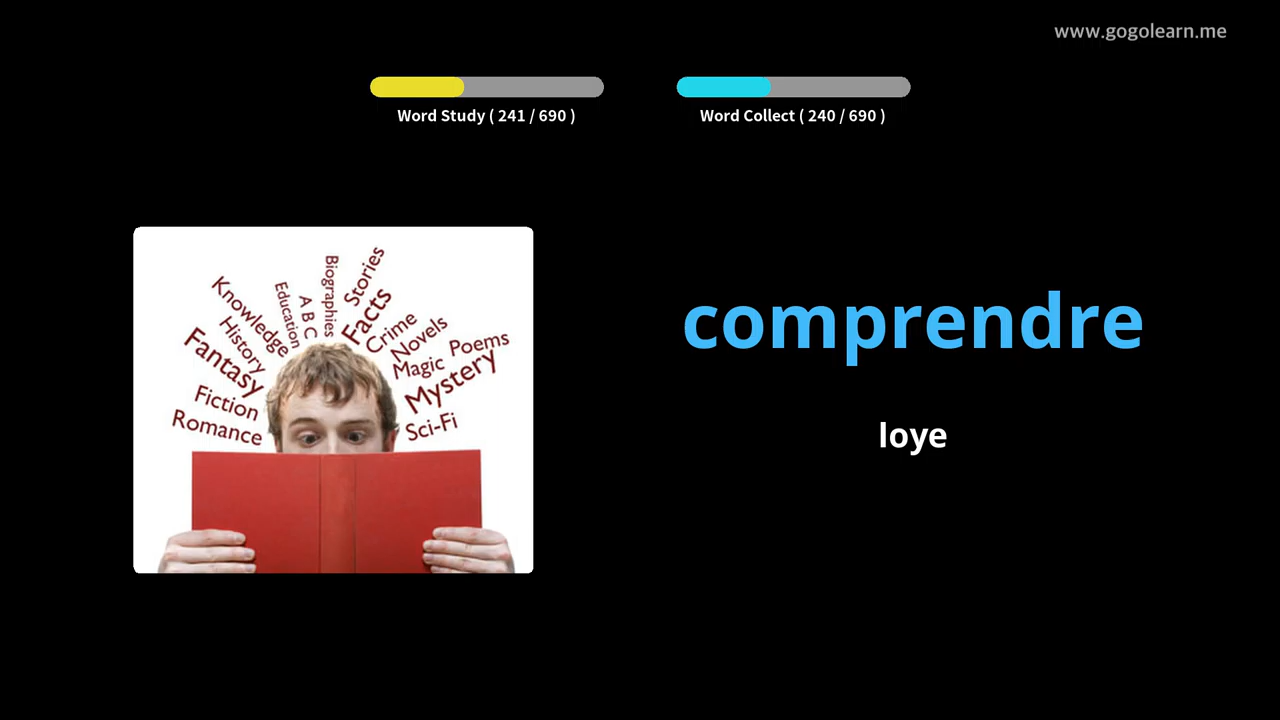 www.gogolearn.me
Word Study ( 241 / 690 )
Word Collect ( 240 / 690 )
Biographies
Stories
Education
A B C
Facts
Knowledge
Crime
History
Novels
Fantasy
Magic
Poems
Fiction
Mystery
Romance
Sci-Fi
comprendre
loye